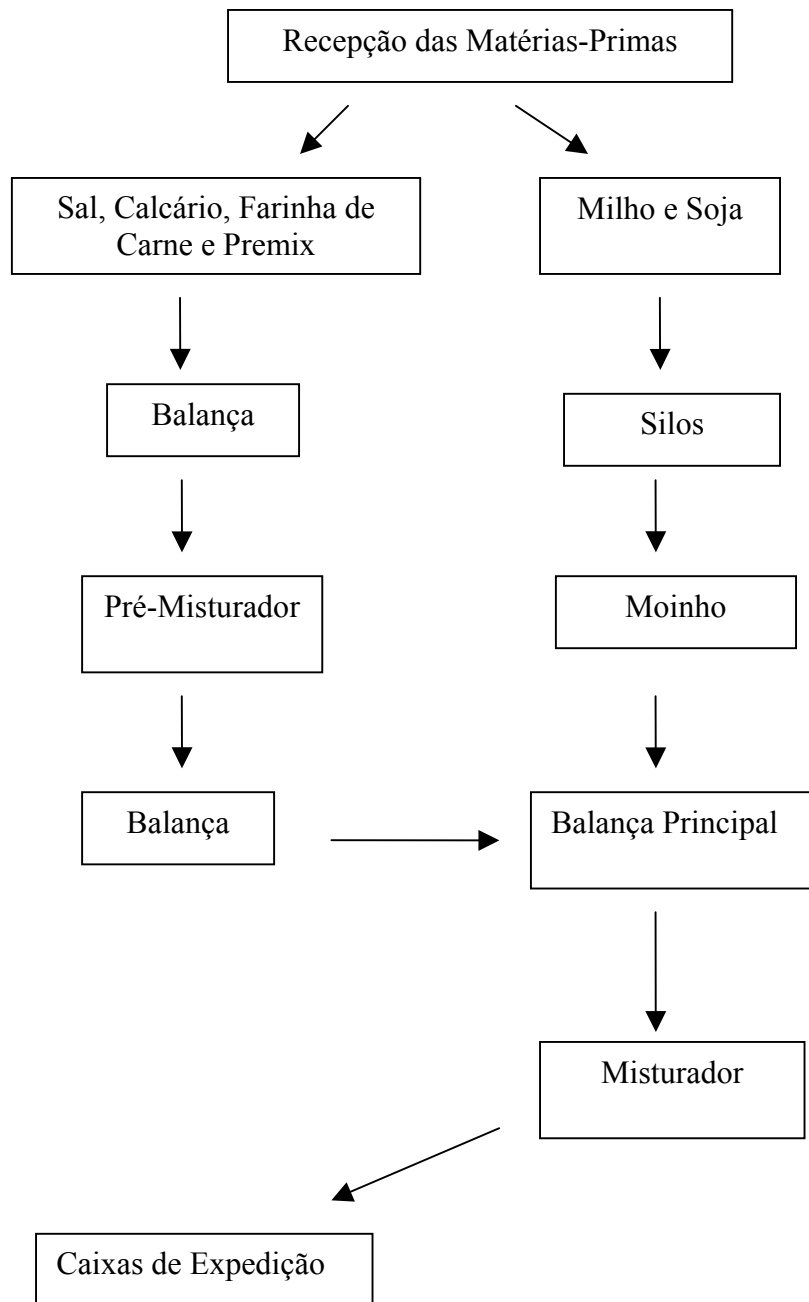 Recepção das Matérias-Primas
Sal, Calcário, Farinha de
Carne e Premix
Milho e Soja
Balança
Silos
Pré-Misturador
Moinho
Balança
Balança Principal
Misturador
Caixas de Expedição